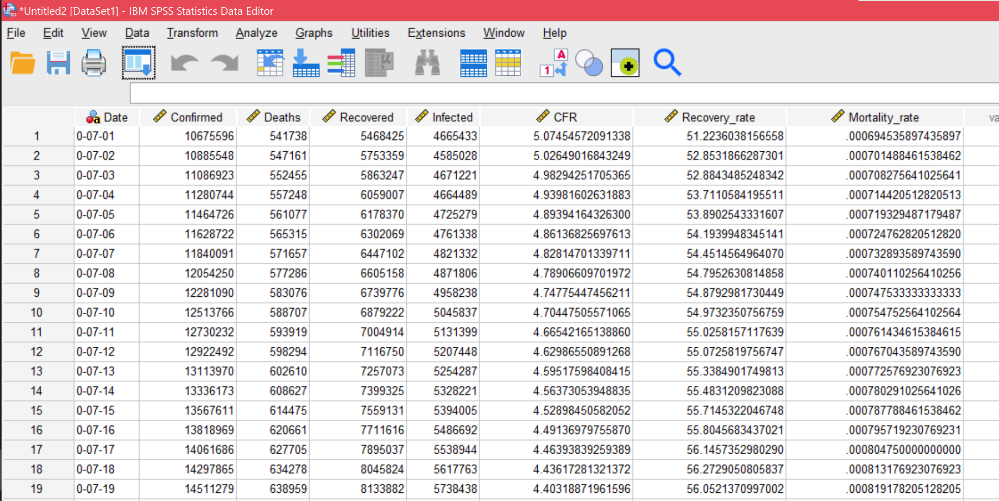 *Untitled2 [DataSet1] - IBM SPSS Statistics Data Editor
File Edit View Data Transform Analyze Graphs Utilities Extensions Window Help
Date Confirmed Deaths Recovered Infected CFR Recovery_rate Mortality_rate va
1 0-07-01 10675596 541738 5468425 4665433 5.07454572091338 51.2236038156558 .000694535897435897
2 0-07-02 10885548 547161 5753359 4585028 5.02649016843249 52.8531866287301 .000701488461538462
3 0-07-03 11086923 552455 5863247 4671221 4.98294251705365 52.8843485248342 .000708275641025641
4 0-07-04 11280744 557248 6059007 4664489 4.93981602631883 53.7110584195511 .000714420512820513
5 0-07-05 11464726 561077 6178370 4725279 4.89394164326300 53.8902543331607 .000719329487179487
6 0-07-06 11628722 565315 6302069 4761338 4.86136825697613 54.1939948345141 .000724762820512820
7 0-07-07 11840091 571657 6447102 4821332 4.82814701339711 54.4514564964070 .000732893589743590
8 0-07-08 12054250 577286 6605158 4871806 4.78906609701972 54.7952630814858 .000740110256410256
9 0-07-09 12281090 583076 6739776 4958238 4.74775447456211 54.8792981730449 .000747533333333333
10 0-07-10 12513766 588707 6879222 5045837 4.70447505571065 54.9732350756759 .000754752564102564
11 0-07-11 12730232 593919 7004914 5131399 4.66542165138860 55.0258157117639 .000761434615384615
12 0-07-12 12922492 598294 7116750 5207448 4.62986550891268 55.0725819756747 .000767043589743590
13 0-07-13 13113970 602610 7257073 5254287 4.59517598408415 55.3384901749813 .000772576923076923
14 0-07-14 13336173 608627 7399325 5328221 4.56373053948835 55.4831209823088 .000780291025641026
15 0-07-15 13567611 614475 7559131 5394005 4.52898450582052 55.7145322046748 .000787788461538462
16 0-07-16 13818969 620661 7711616 5486692 4.49136979755870 55.8045683437021 .000795719230769231
17 0-07-17 14061686 627705 7895037 5538944 4.46393839259389 56.1457352980290 .000804750000000000
18 0-07-18 14297865 634278 8045824 5617763 4.43617281321372 56.2729050805837 .000813176923076923
19 0-07-19 14511279 638959 8133882 5738438 4.40318871961596 56.0521370997002 .000819178205128205